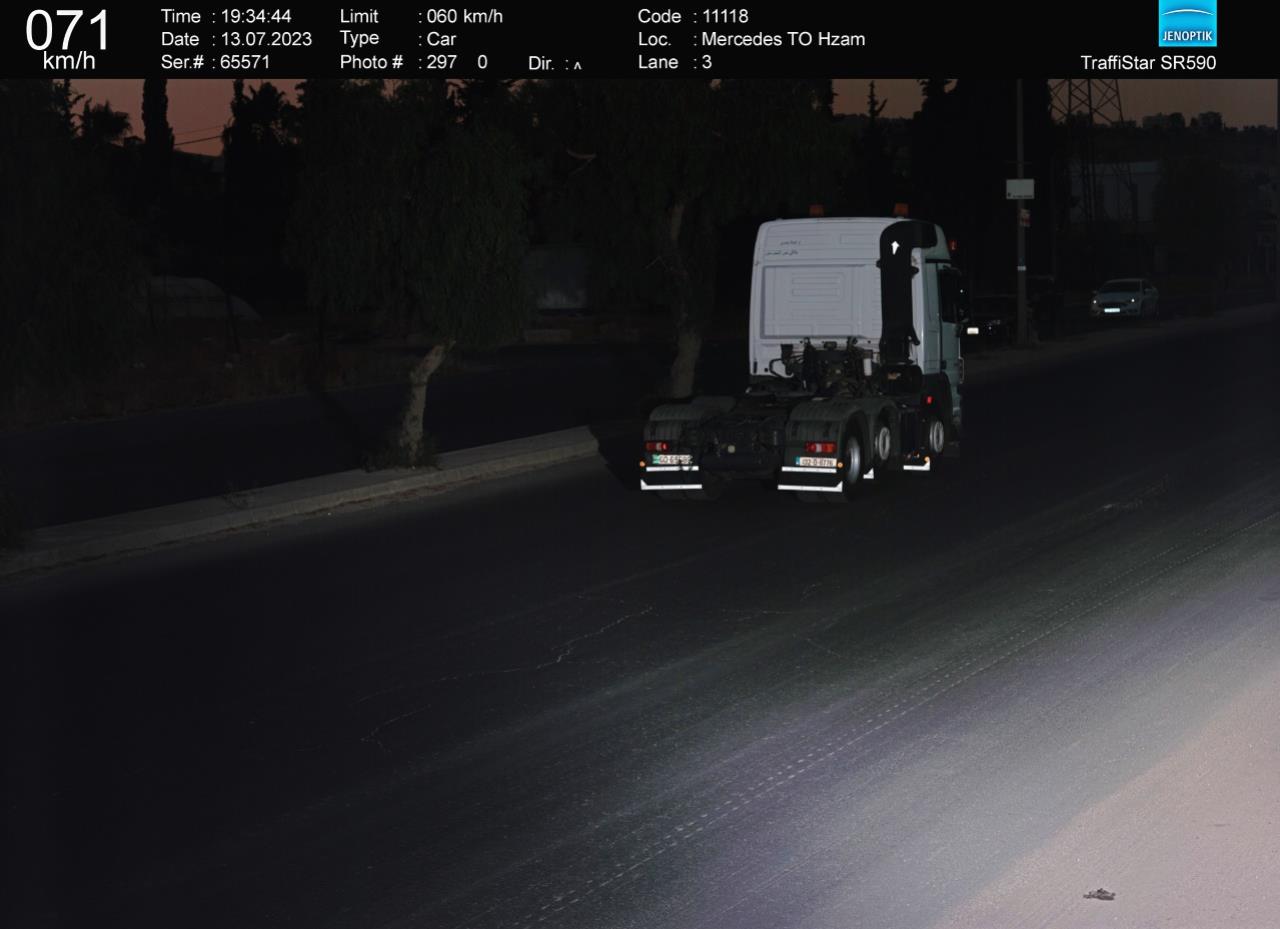 071
km/h
Time : 19:34:44
Date : 13.07.2023
Ser.# : 65571
Limit : 060 km/h
Type : Car
Photo # : 297 0
Dir. : ʌ
Code : 11118
Loc. : Mercedes TO Hzam
Lane : 3
JENOPTIK
TraffiStar SR590